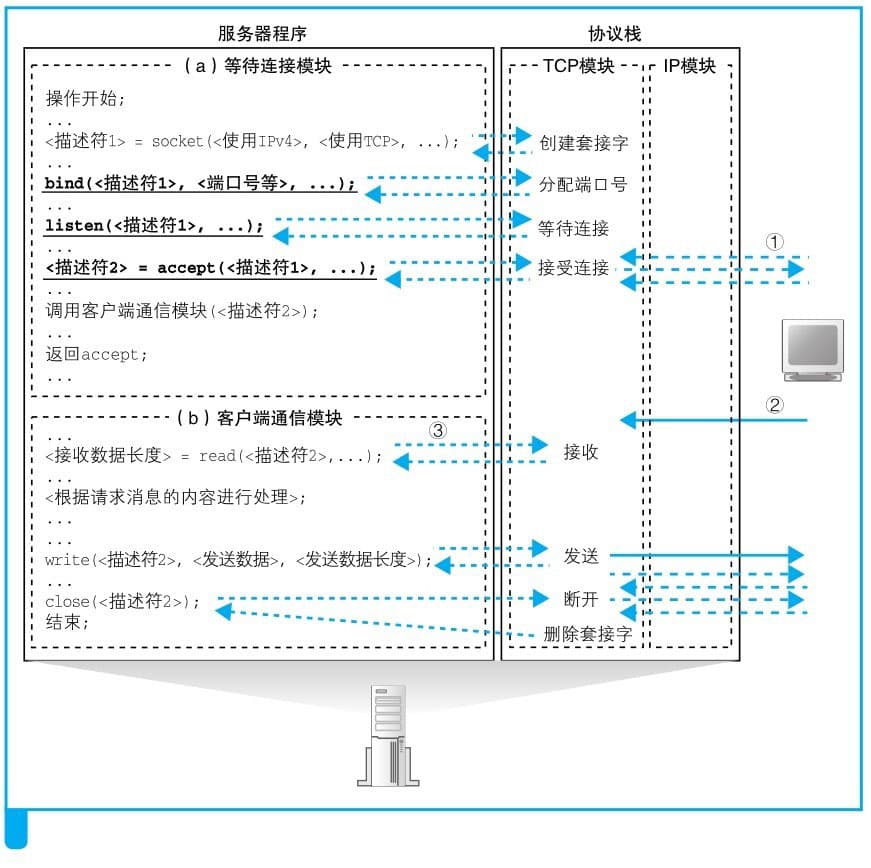 服务器程序
协议栈
（a）等待连接模块
TCP模块
IP模块
操作开始;
...
<描述符1> = socket(<使用IPv4>, <使用TCP>, ...);
创建套接字
...
bind(<描述符1>, <端口号等>, ...);
分配端口号
...
listen(<描述符1>, ...);
等待连接
①
...
<描述符2> = accept(<描述符1>, ...);
接受连接
...
调用客户端通信模块(<描述符2>);
...
返回accept;
...
②
（b）客户端通信模块
...
③
<接收数据长度> = read(<描述符2>,...);
接收
...
<根据请求消息的内容进行处理>;
...
...
write(<描述符2>, <发送数据>, <发送数据长度>);
发送
...
close(<描述符2>);
断开
结束;
删除套接字